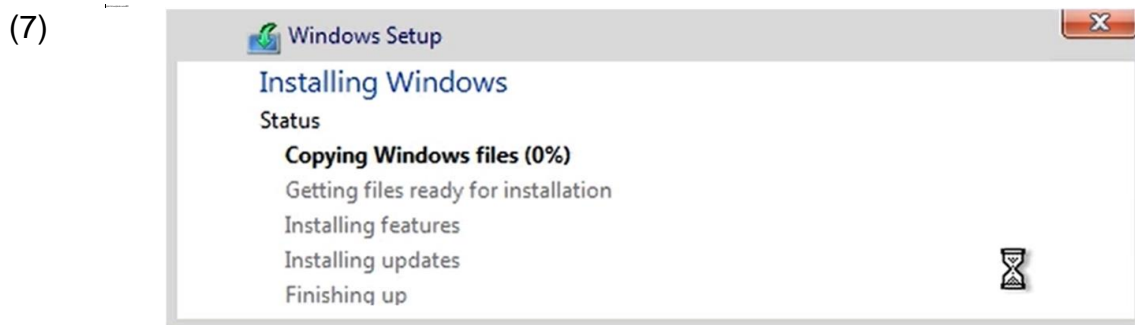 (7)
Windows Setup
Installing Windows
Status
Copying Windows files (0%)
Getting files ready for installation
Installing features
Installing updates
Finishing up